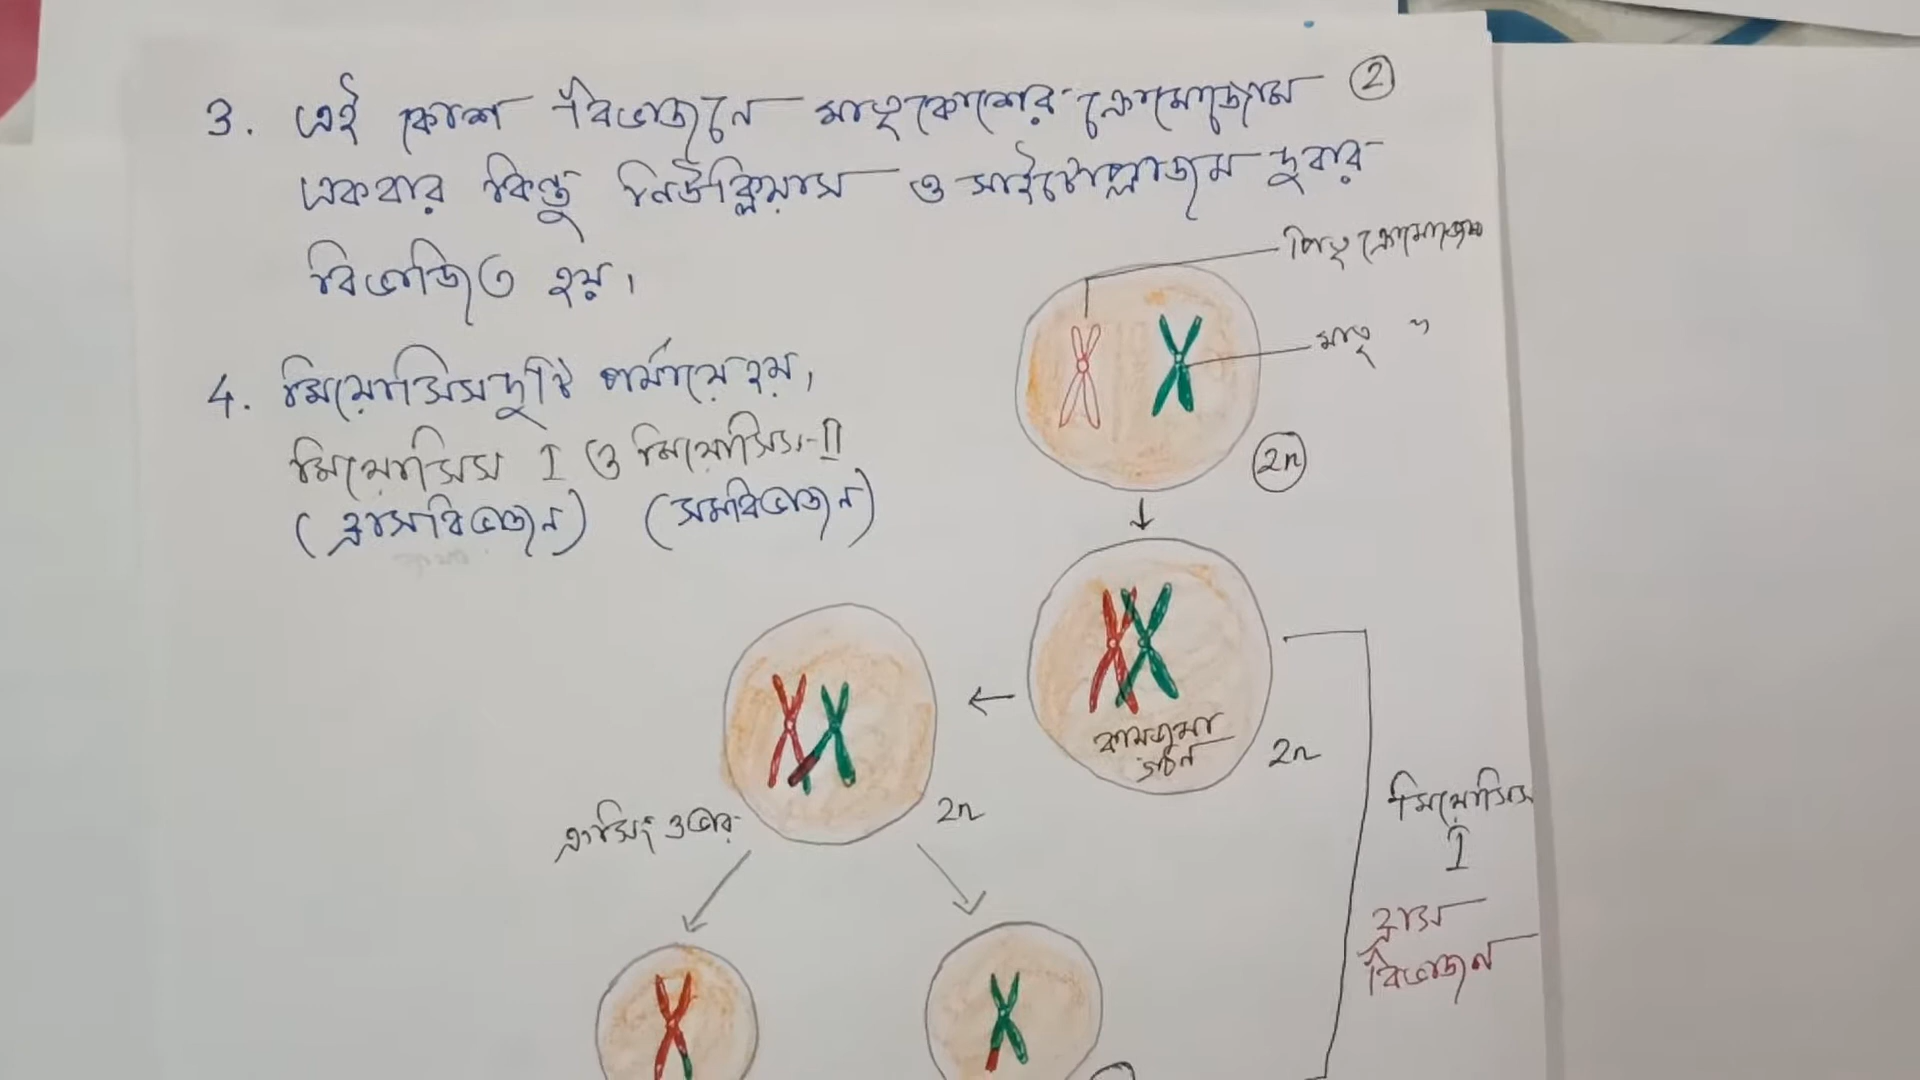 3. এই কোশ বিভাজনে মাতৃকোশের ক্রোমোজোম ②
একবার কিন্তু নিউক্লিয়াস ও সাইটোপ্লাজম দুবার
বিভাজিত হয়।
পিতৃ ক্রোমোজোম
মাতৃ "
2n
4. মিয়োসিস দুটি পর্যায়ে হয়।
মিয়োসিস I ও মিয়োসিস-II
(হ্রাসবিভাজন) (সমবিভাজন)
কায়াজমা
গঠন
2n
ক্রসিং ওভার
2n
মিয়োসিস
I
হ্রাস
বিভাজন